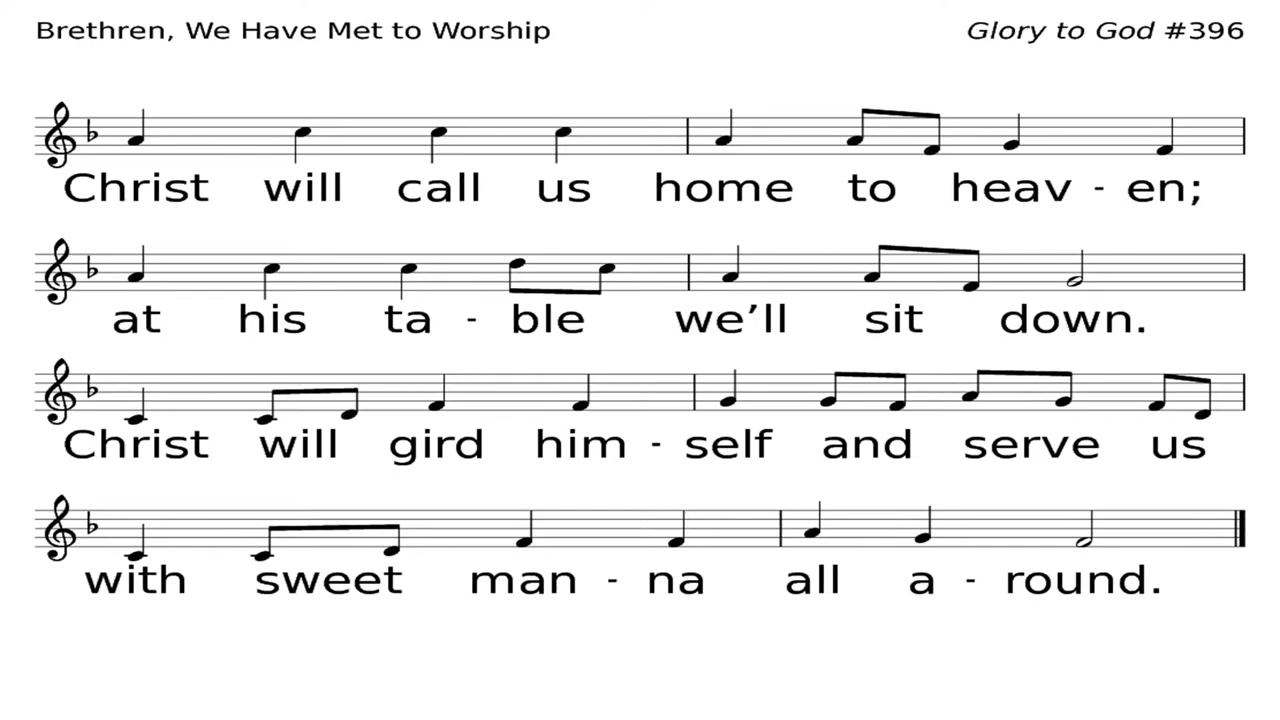 Brethren, We Have Met to Worship Glory to God #396
Christ will call us home to heav - en;
at his ta - ble we’ll sit down.
Christ will gird him - self and serve us
with sweet man - na all a - round.